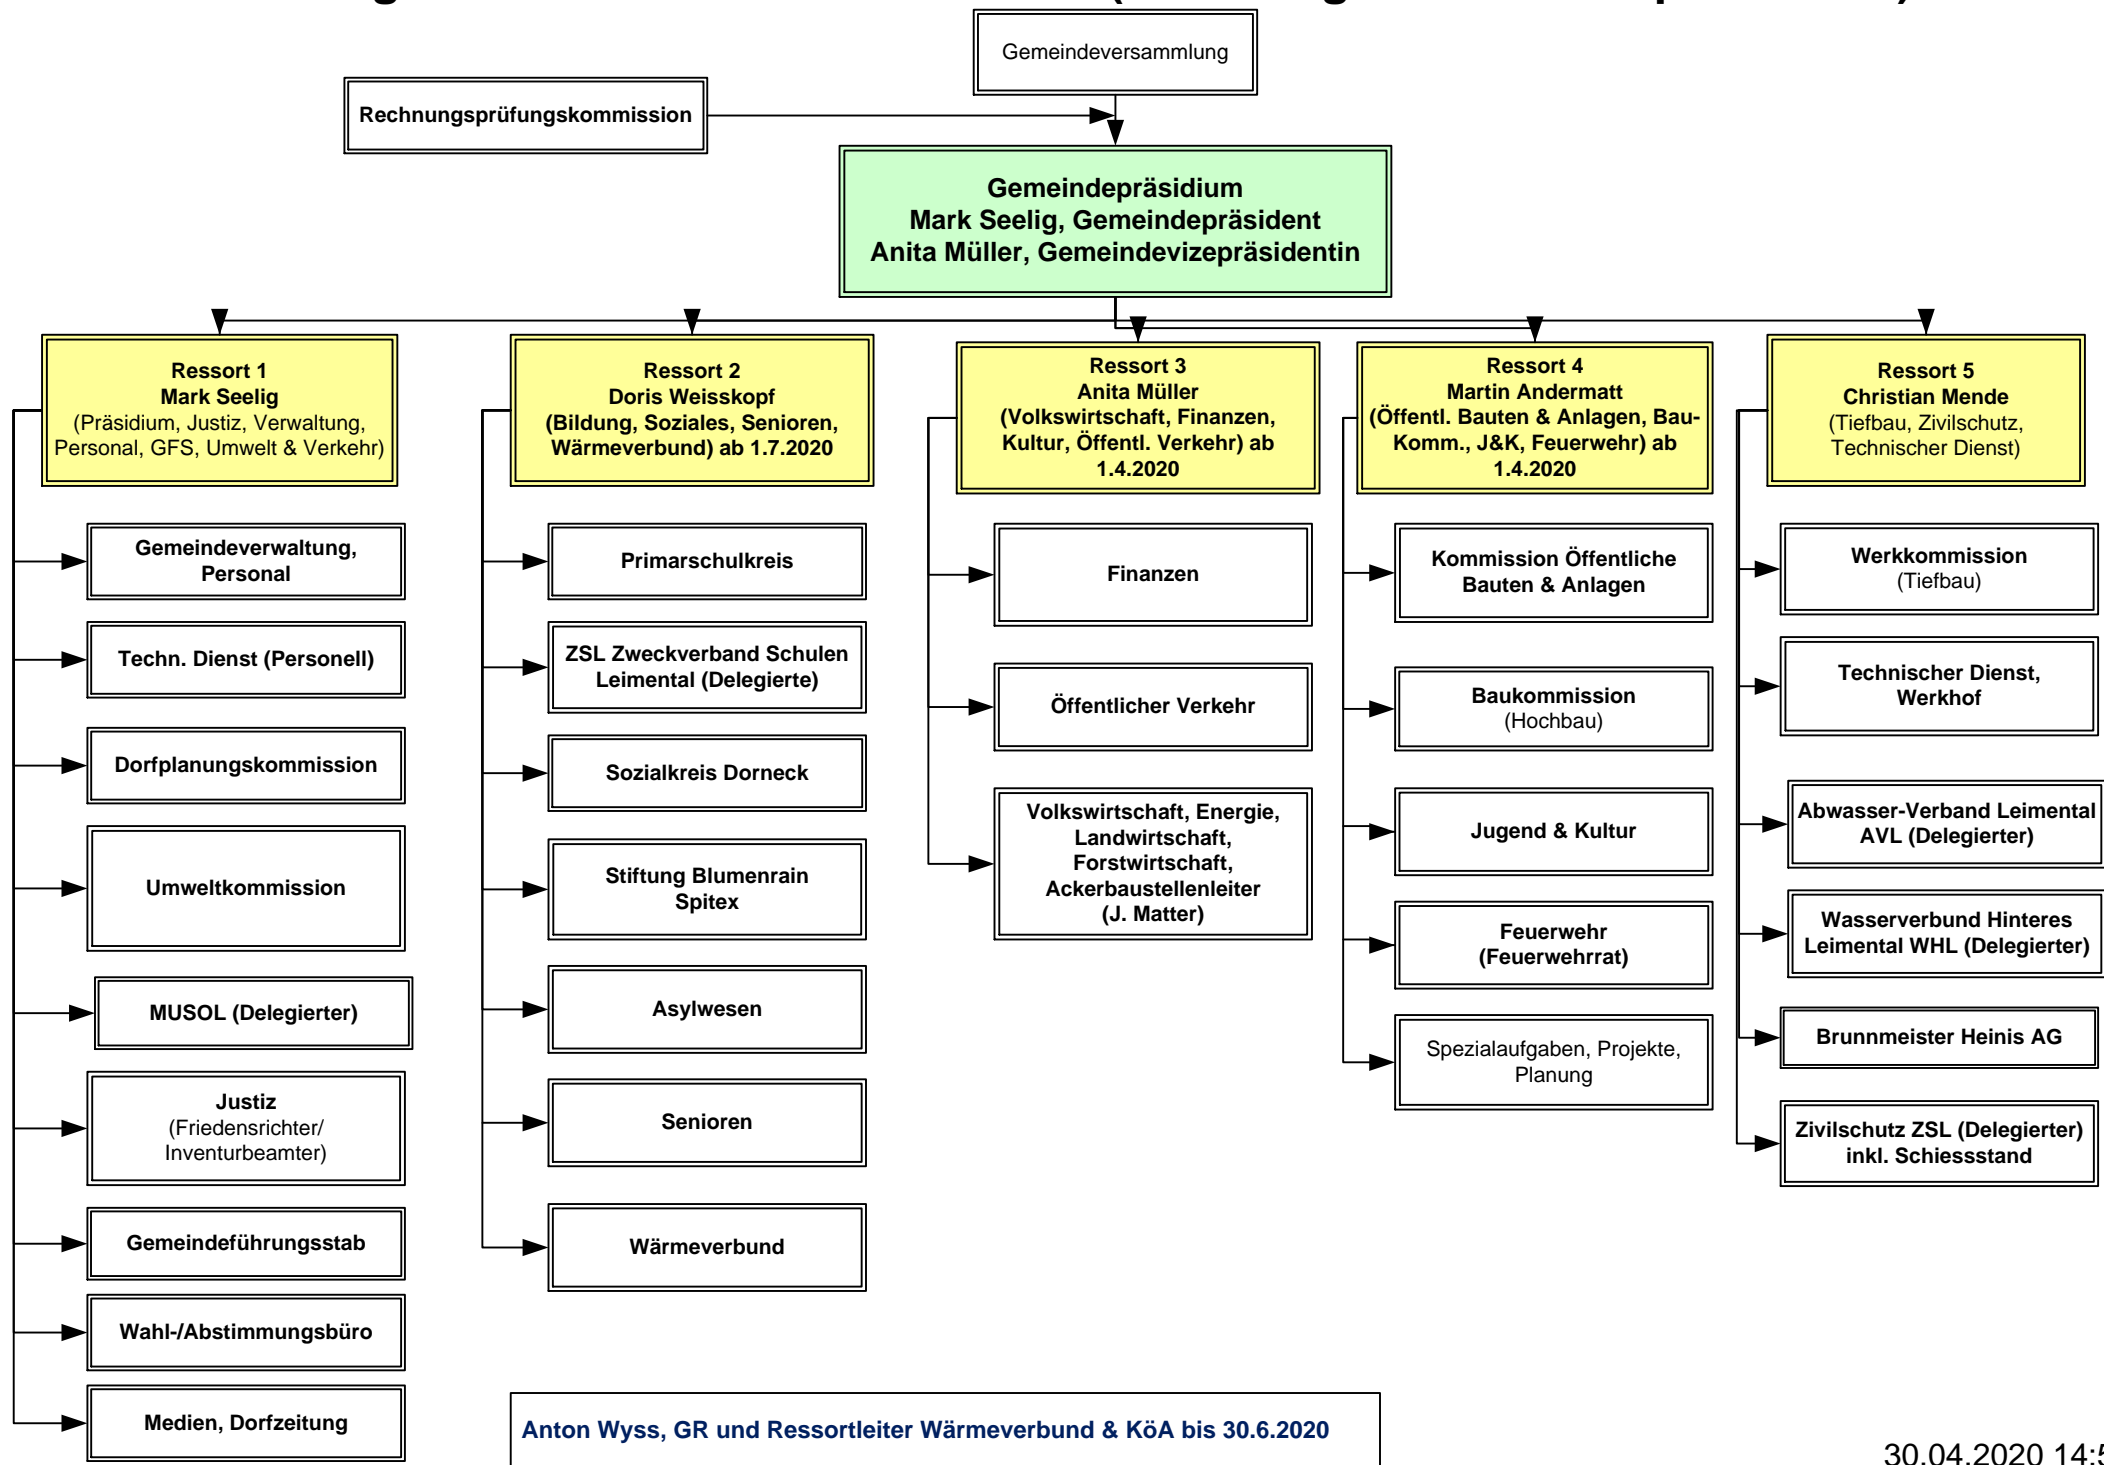 Gemeindeversammlung
Rechnungsprüfungskommission
Gemeindepräsidium
Mark Seelig, Gemeindepräsident
Anita Müller, Gemeindevizepräsidentin
Ressort 1
Mark Seelig
(Präsidium, Justiz, Verwaltung,
Personal, GFS, Umwelt & Verkehr)
Gemeindeverwaltung,
Personal
Techn. Dienst (Personell)
Dorfplanungskommission
Umweltkommission
MUSOL (Delegierter)
Justiz
(Friedensrichter/
Inventurbeamter)
Gemeindeführungsstab
Wahl-/Abstimmungsbüro
Medien, Dorfzeitung
Ressort 2
Doris Weisskopf
(Bildung, Soziales, Senioren,
Wärmeverbund) ab 1.7.2020
Primarschulkreis
ZSL Zweckverband Schulen
Leimental (Delegierte)
Sozialkreis Dorneck
Stiftung Blumenrain
Spitex
Asylwesen
Senioren
Wärmeverbund
Ressort 3
Anita Müller
(Volkswirtschaft, Finanzen,
Kultur, Öffentl. Verkehr) ab
1.4.2020
Finanzen
Öffentlicher Verkehr
Volkswirtschaft, Energie,
Landwirtschaft,
Forstwirtschaft,
Ackerbaustellenleiter
(J. Matter)
Ressort 4
Martin Andermatt
(Öffentl. Bauten & Anlagen, Bau-
Komm., J&K, Feuerwehr) ab
1.4.2020
Kommission Öffentliche
Bauten & Anlagen
Baukommission
(Hochbau)
Jugend & Kultur
Feuerwehr
(Feuerwehrrat)
Spezialaufgaben, Projekte,
Planung
Ressort 5
Christian Mende
(Tiefbau, Zivilschutz,
Technischer Dienst)
Werkkommission
(Tiefbau)
Technischer Dienst,
Werkhof
Abwasser-Verband Leimental
AVL (Delegierter)
Wasserverbund Hinteres
Leimental WHL (Delegierter)
Brunnmeister Heinis AG
Zivilschutz ZSL (Delegierter)
inkl. Schiessstand
Anton Wyss, GR und Ressortleiter Wärmeverbund & KöA bis 30.6.2020
30.04.2020 14:5